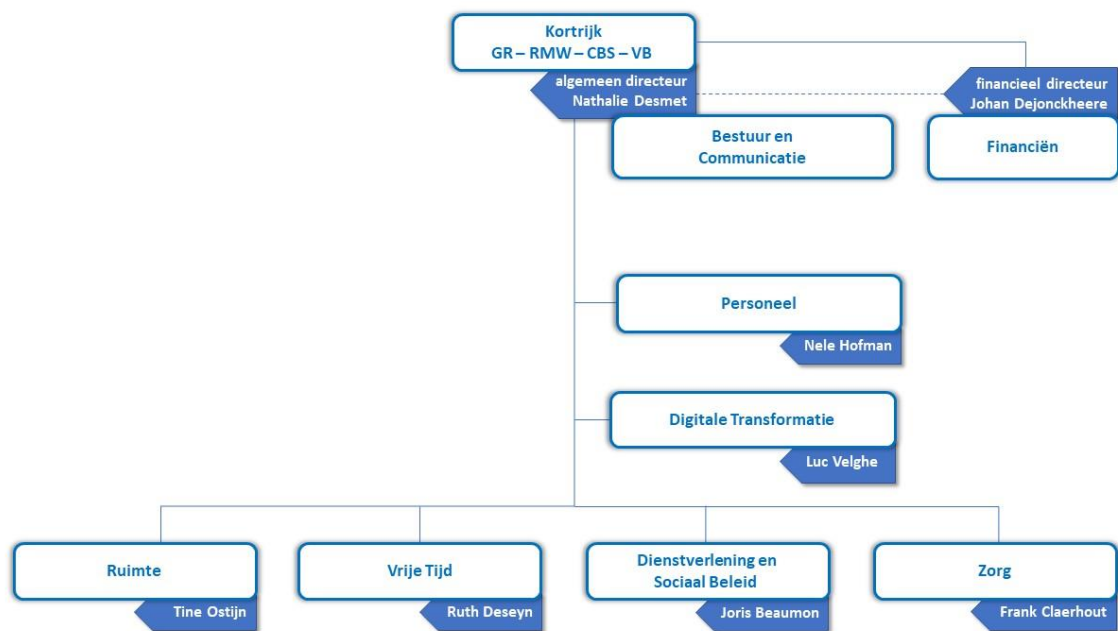 Kortrijk
GR – RMW – CBS – VB
algemeen directeur
Nathalie Desmet
financieel directeur
Johan Dejonckheere
Bestuur en
Communicatie
Financiën
Personeel
Nele Hofman
Digitale Transformatie
Luc Velghe
Ruimte
Tine Ostijn
Vrije Tijd
Ruth Deseyn
Dienstverlening en
Sociaal Beleid
Joris Beaumon
Zorg
Frank Claerhout